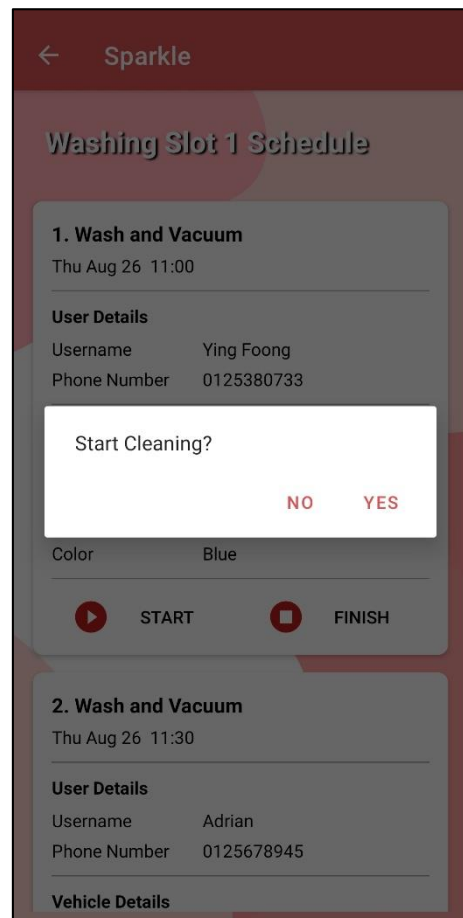 Sparkle
Washing Slot 1 Schedule
1. Wash and Vacuum
Thu Aug 26 11:00
User Details
Username Ying Foong
Phone Number 0125380733
Start Cleaning?
NO YES
Color Blue
START FINISH
2. Wash and Vacuum
Thu Aug 26 11:30
User Details
Username Adrian
Phone Number 0125678945
Vehicle Details